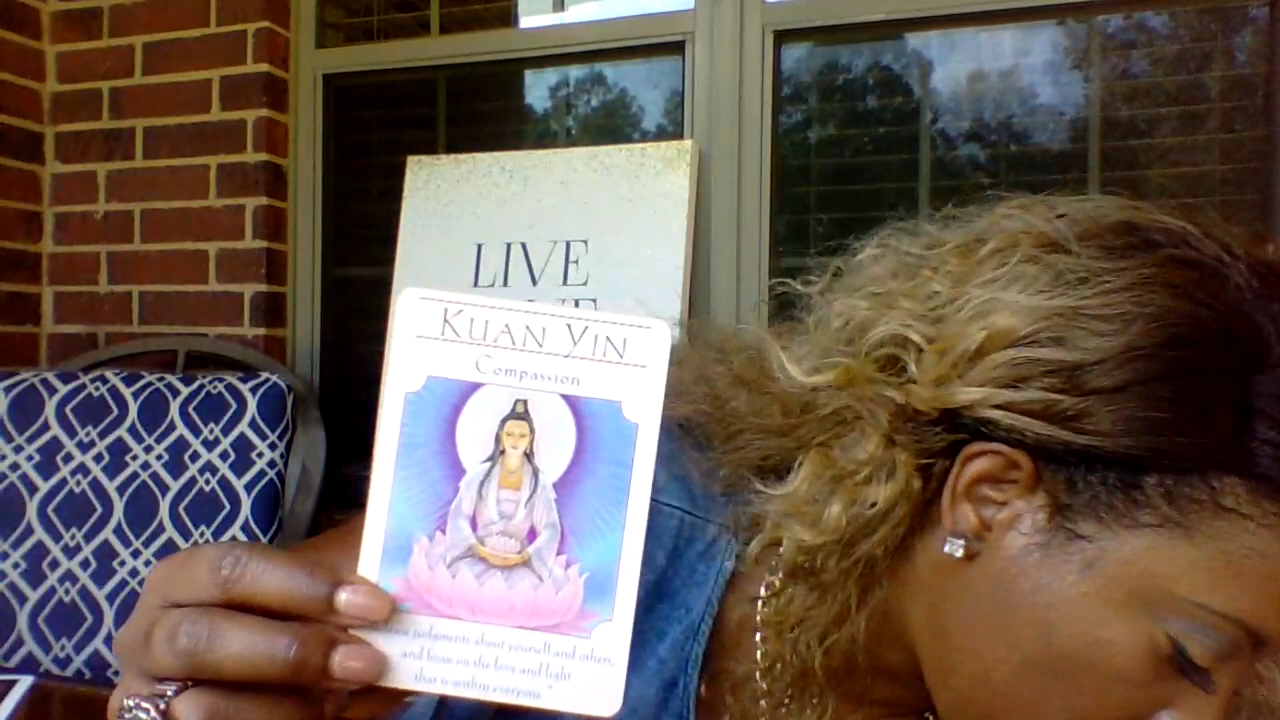 LIVE
KUAN YIN
Compassion
judgments about yourself and others,
and focus on the love and light
that is within everyone."